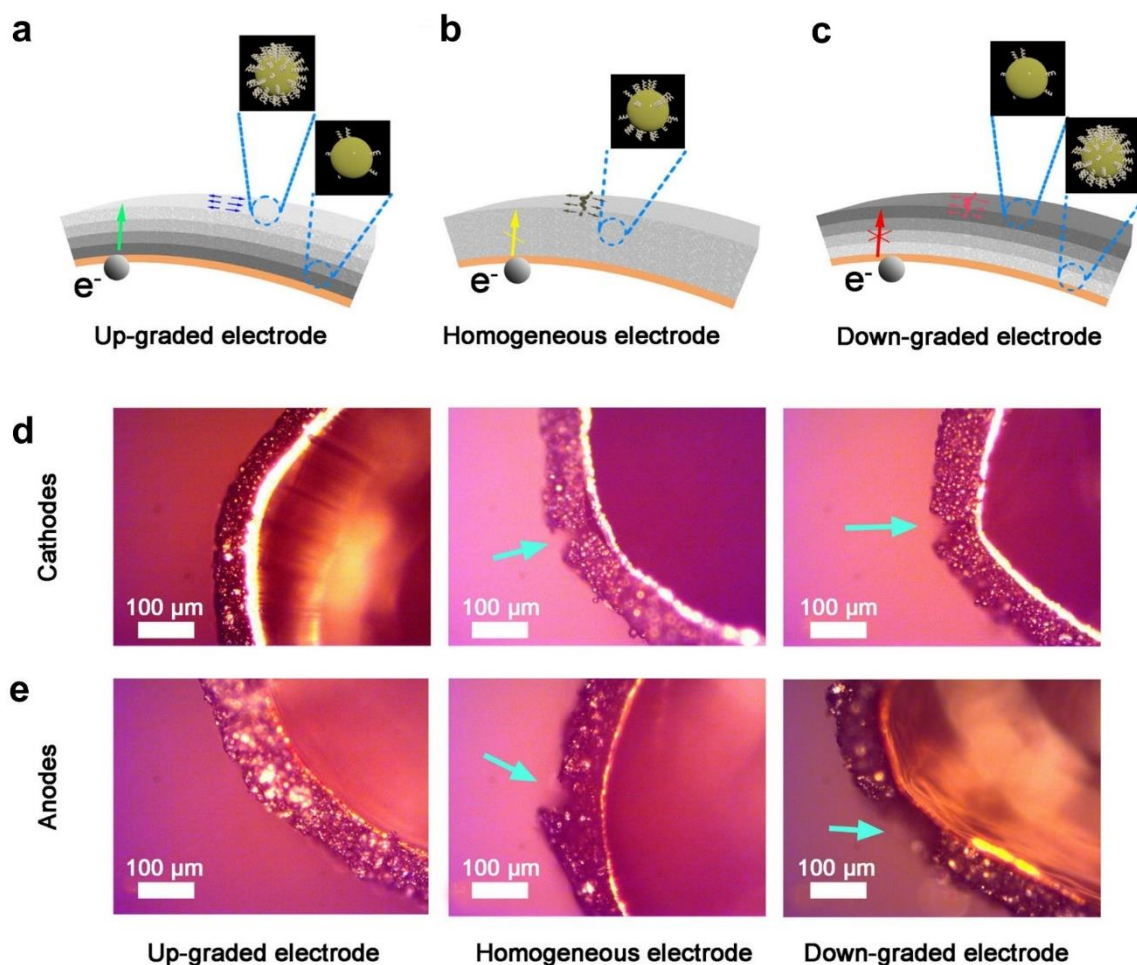 a
b
c
e-
e-
e-
Up-graded electrode
Homogeneous electrode
Down-graded electrode
d
Cathodes
100 µm
100 µm
100 µm
e
Anodes
100 µm
100 µm
100 µm
Up-graded electrode
Homogeneous electrode
Down-graded electrode